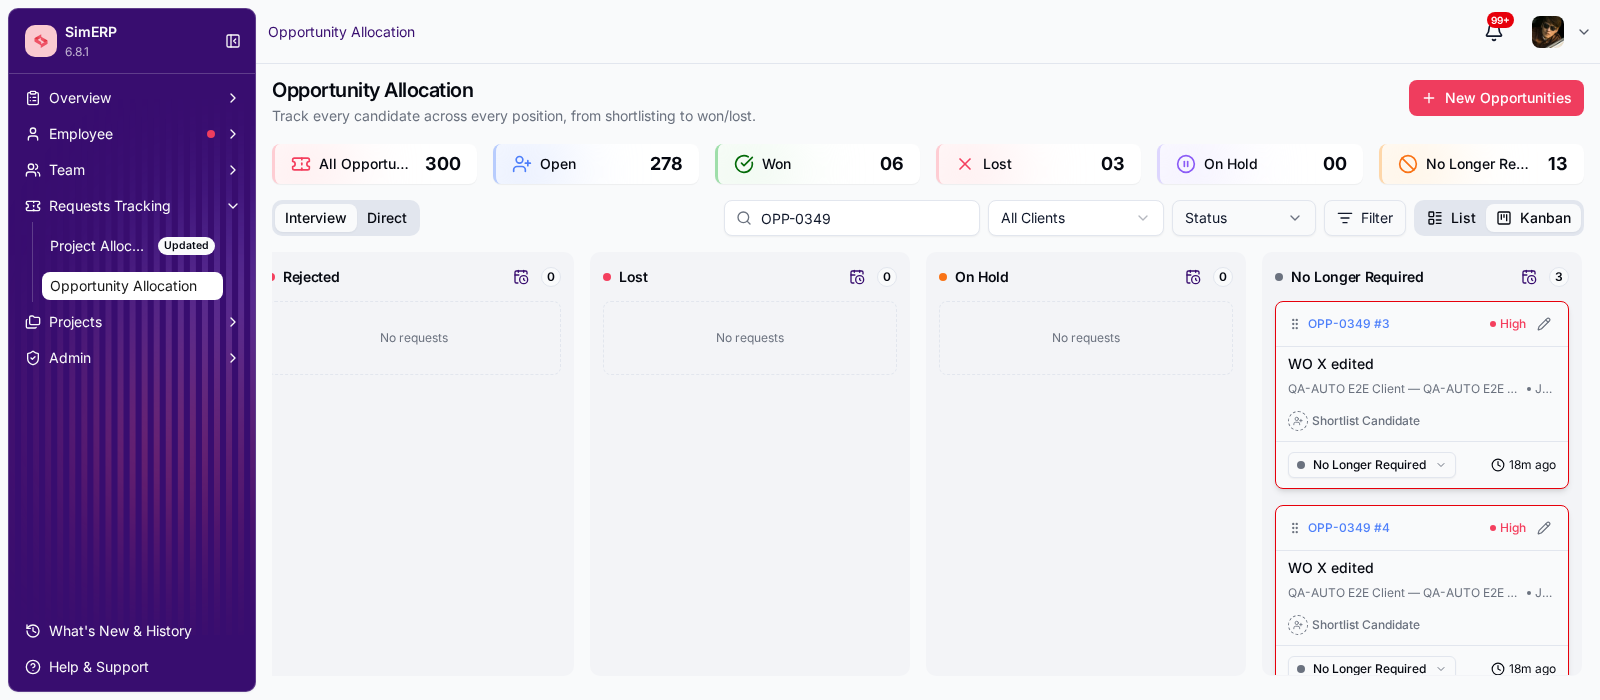 SimERP
6.8.1
Overview
Employee
Team
Requests Tracking
Project Alloc... Updated
Opportunity Allocation
Projects
Admin
What's New & History
Help & Support
Opportunity Allocation
99+
Opportunity Allocation
Track every candidate across every position, from shortlisting to won/lost.
New Opportunities
All Opportu... 300
Open 278
Won 06
Lost 03
On Hold 00
No Longer Re... 13
Interview Direct
OPP-0349
All Clients
Status
Filter
List Kanban
Rejected 0
No requests
Lost 0
No requests
On Hold 0
No requests
No Longer Required 3
OPP-0349 #3 High
WO X edited
QA-AUTO E2E Client — QA-AUTO E2E ... • J...
Shortlist Candidate
No Longer Required 18m ago
OPP-0349 #4 High
WO X edited
QA-AUTO E2E Client — QA-AUTO E2E ... • J...
Shortlist Candidate
No Longer Required 18m ago